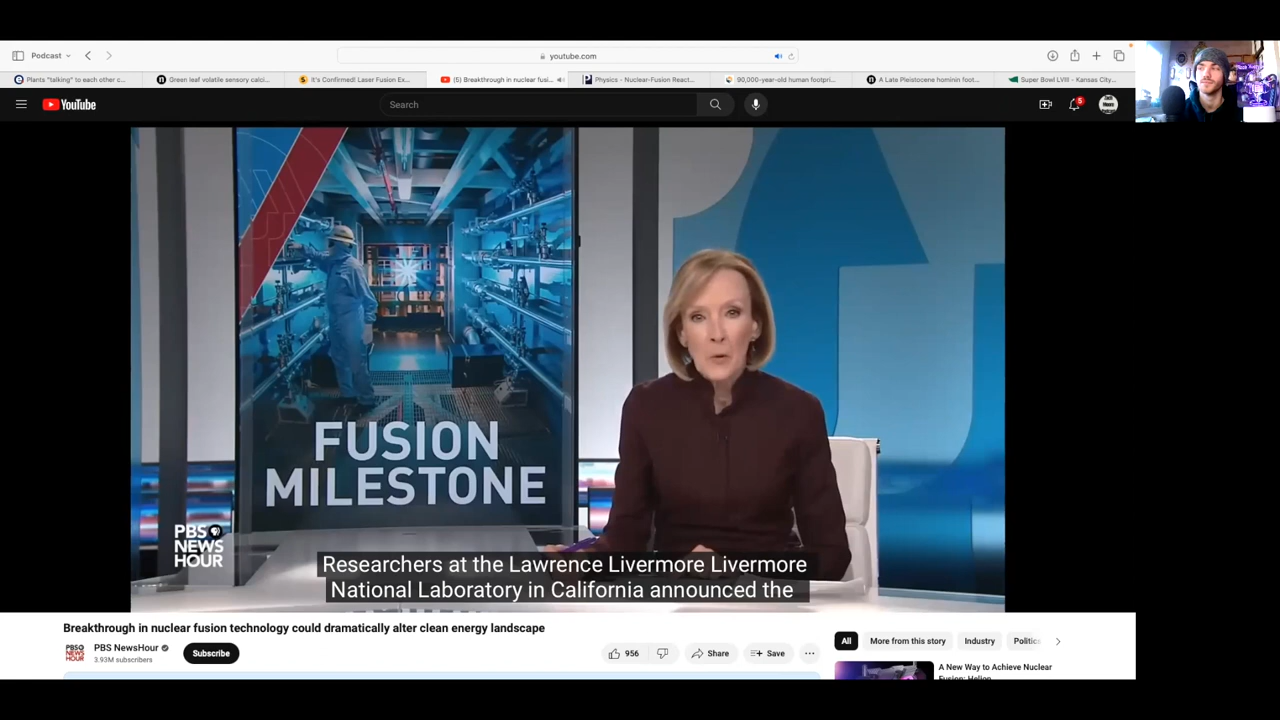 Podcast
youtube.com
Plants "talking" to each other c...
Green leaf volatile sensory calci...
It's Confirmed! Laser Fusion Ex...
(5) Breakthrough in nuclear fusi...
Physics - Nuclear-Fusion React...
90,000-year-old human footpri...
A Late Pleistocene hominin foot...
Super Bowl LVIII - Kansas City...
YouTube
Search
5
FUSION
MILESTONE
PBS
NEWS
HOUR
Researchers at the Lawrence Livermore Livermore
National Laboratory in California announced the
Breakthrough in nuclear fusion technology could dramatically alter clean energy landscape
PBS NewsHour
3.93M subscribers
Subscribe
956
Share
Save
All
More from this story
Industry
Politics
A New Way to Achieve Nuclear
Fusion: Helion